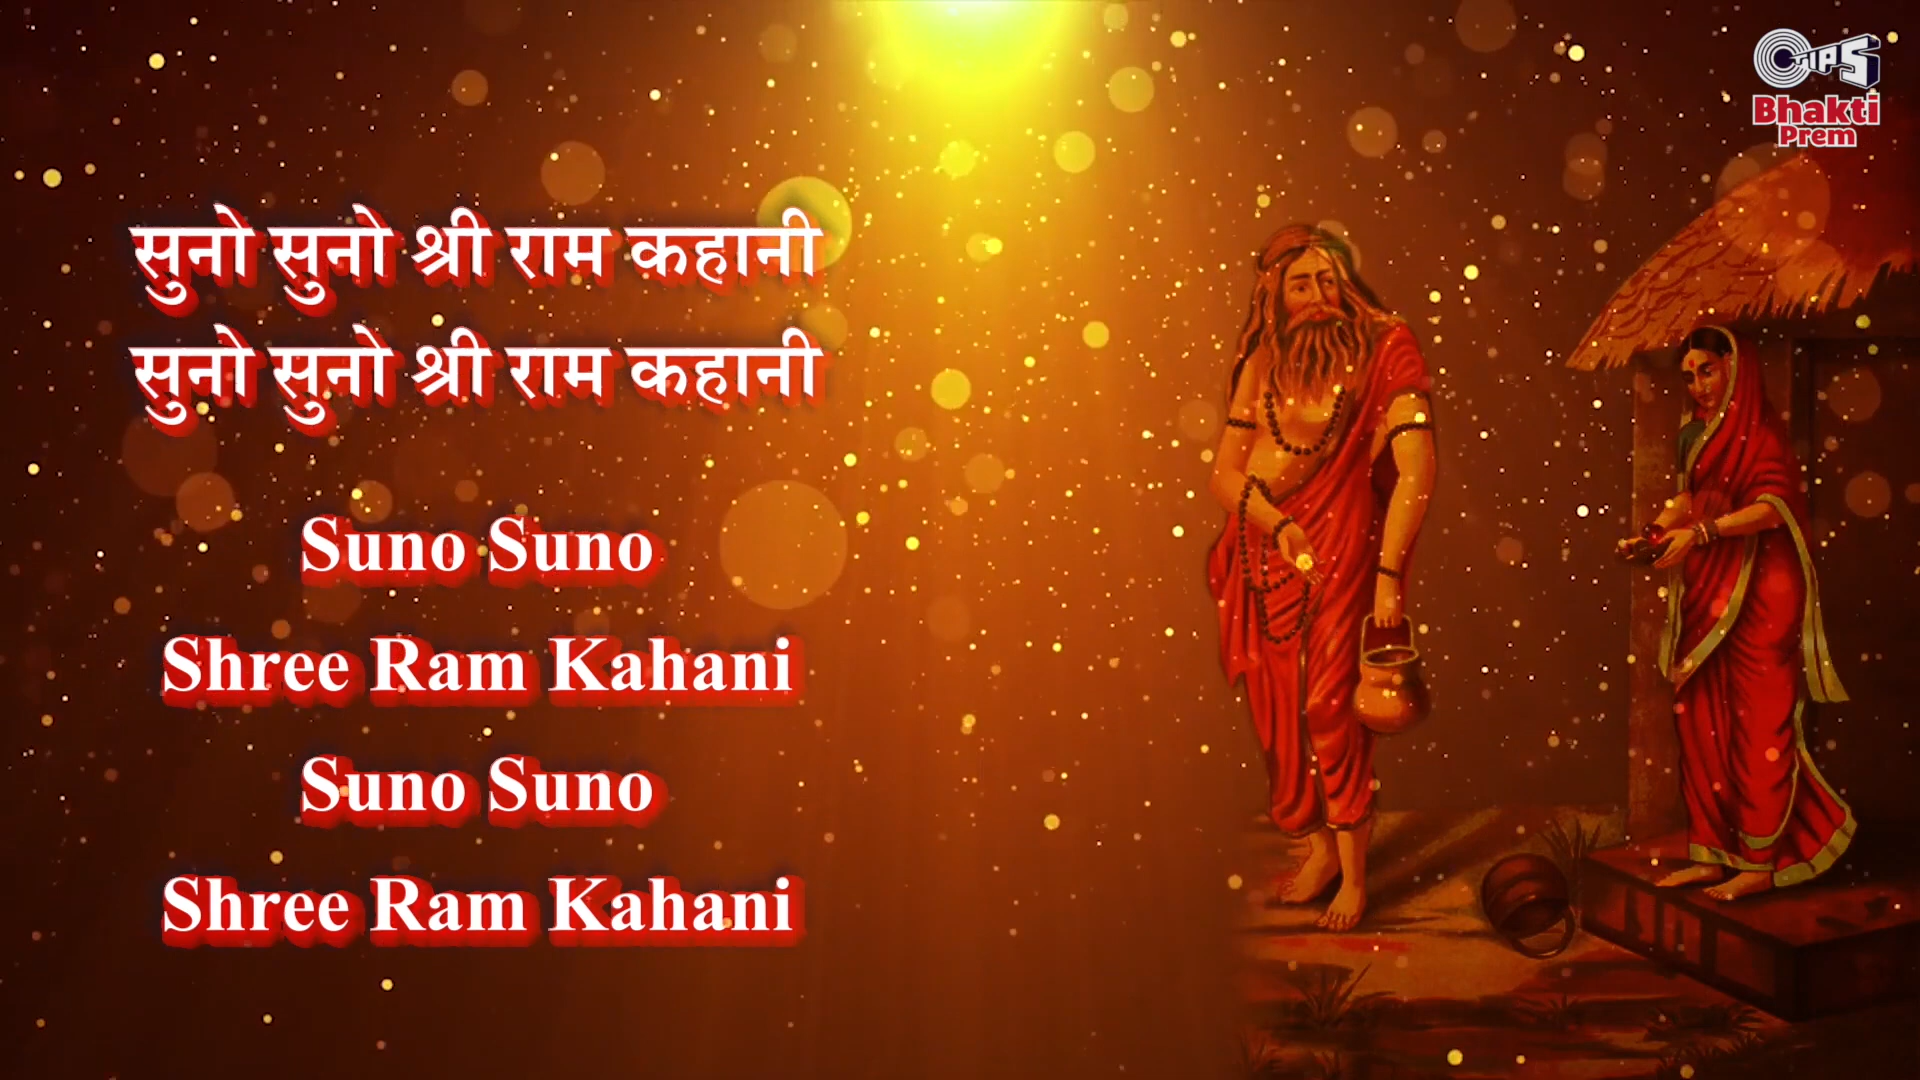 TIPS
Bhakti
Prem
सुनो सुनो श्री राम कहानी
सुनो सुनो श्री राम कहानी
Suno Suno
Shree Ram Kahani
Suno Suno
Shree Ram Kahani